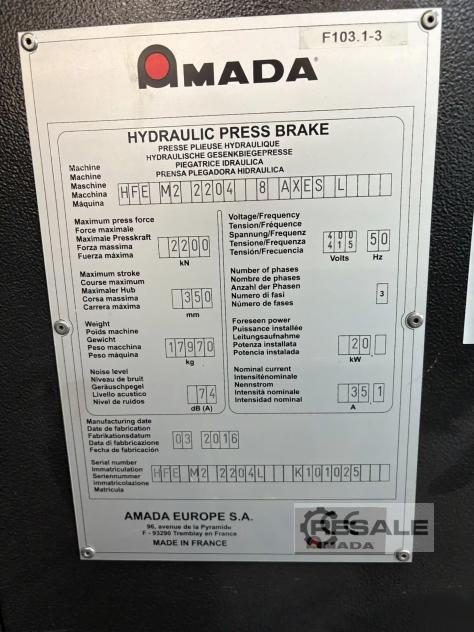 F103.1-3
AMADA
HYDRAULIC PRESS BRAKE
PRESSE PLIEUSE HYDRAULIQUE
HYDRAULISCHE GESENKBIEGEPRESSE
PIEGATRICE IDRAULICA
PRENSA PLEGADORA HIDRAULICA
Machine
Machine
Maschine
Macchina
Máquina
HFE M2 2204 8 AXES L
Maximum press force
Force maximale
Maximale Presskraft
Forza massima
Fuerza máxima
2200
kN
Maximum stroke
Course maximum
Maximaler Hub
Corsa massima
Carrera máxima
350
mm
Weight
Poids machine
Gewicht
Peso macchina
Peso máquina
17970
kg
Noise level
Niveau de bruit
Geräuschpegel
Livello acustico
Nivel de ruidos
74
dB (A)
Voltage/Frequency
Tension/Fréquence
Spannung/Frequenz
Tensione/Frequenza
Tensión/Frecuencia
400
415
Volts
50
Hz
Number of phases
Nombre de phases
Anzahl der Phasen
Numero di fasi
Número de fases
3
Foreseen power
Puissance installée
Leitungsaufnahme
Potenza installata
Potencia instalada
20
kW
Nominal current
Intensiténominale
Nennstrom
Intensità nominale
Intensidad nominal
35.1
A
Manufacturing date
Date de fabrication
Fabrikationsdatum
Data di fabbricazione
Fecha de fabricación
03 2016
Serial number
Immatriculation
Seriennummer
Immatricolazione
Matricula
HFE M2 2204L K101025
AMADA EUROPE S.A.
96, avenue de la Pyramide
F - 93290 Tremblay en France
MADE IN FRANCE
RESALE
AMADA